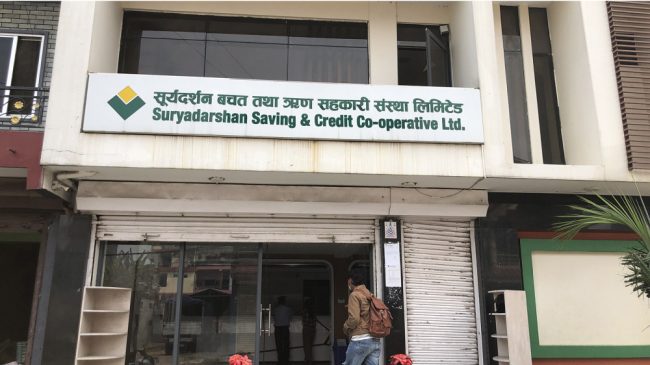 सूर्यदर्शन बचत तथा ऋण सहकारी संस्था लिमिटेड
Suryadarshan Saving & Credit Co-operative Ltd.